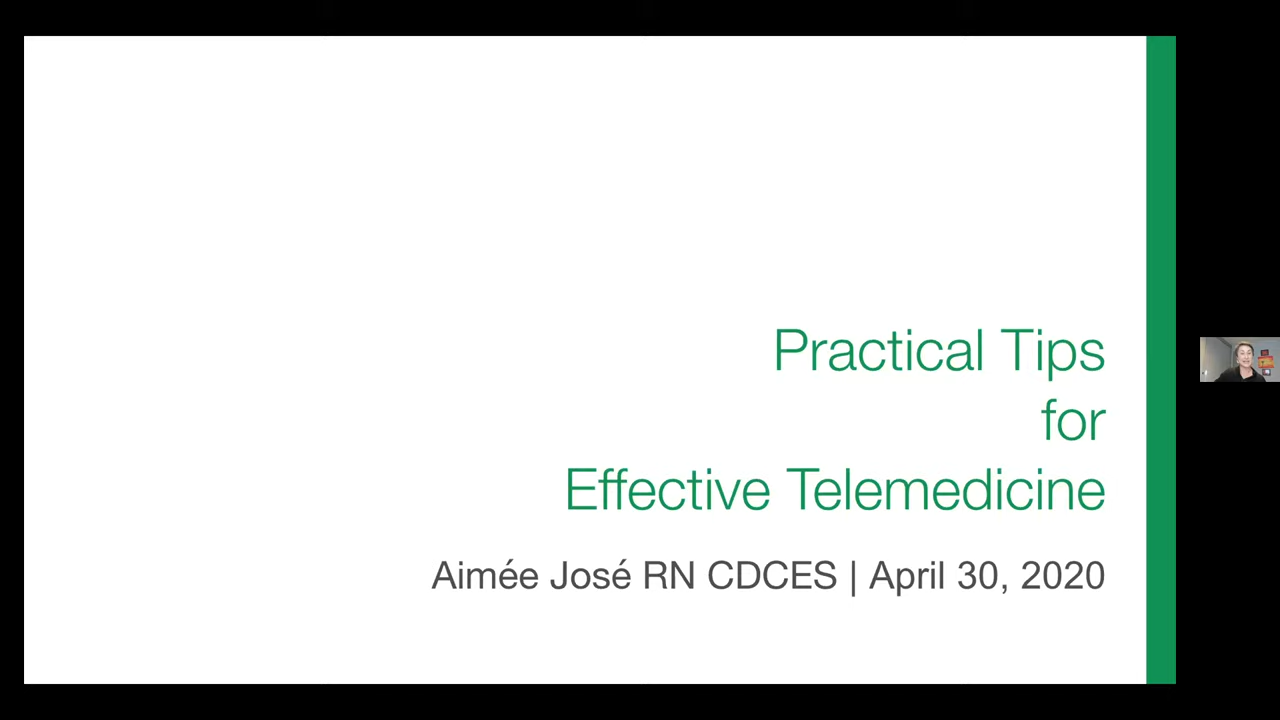 Practical Tips
for
Effective Telemedicine
Aimée José RN CDCES | April 30, 2020